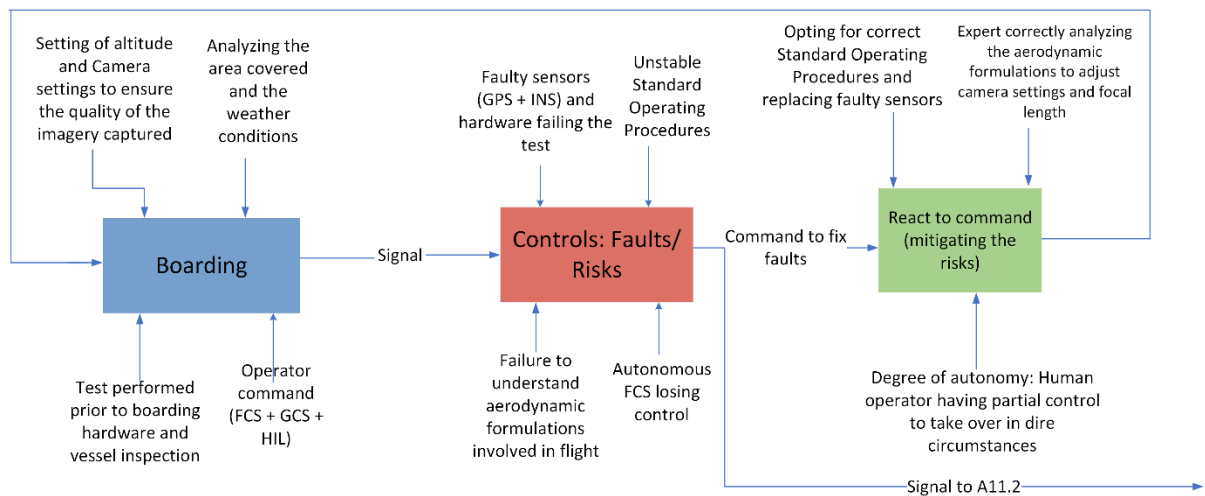 Setting of altitude
and Camera
settings to ensure
the quality of the
imagery captured
Analyzing the
area covered
and the
weather
conditions
Faulty sensors
(GPS + INS) and
hardware failing the
test
Unstable
Standard
Operating
Procedures
Opting for correct
Standard Operating
Procedures and
replacing faulty sensors
Expert correctly analyzing
the aerodynamic
formulations to adjust
camera settings and focal
length
Boarding
Signal
Controls: Faults/
Risks
Command to fix
faults
React to command
(mitigating the
risks)
Test performed
prior to boarding
hardware and
vessel inspection
Operator
command
(FCS + GCS +
HIL)
Failure to
understand
aerodynamic
formulations
involved in flight
Autonomous
FCS losing
control
Degree of autonomy: Human
operator having partial control
to take over in dire
circumstances
Signal to A11.2